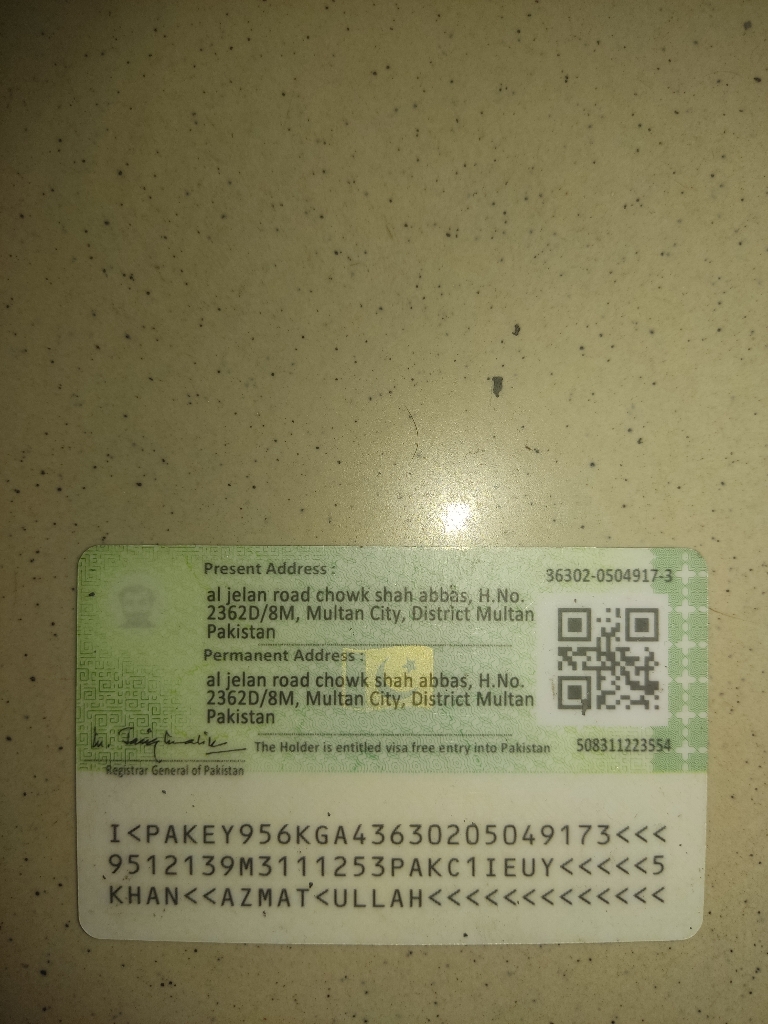 Present Address :
36302-0504917-3
al jelan road chowk shah abbas, H.No.
2362D/8M, Multan City, District Multan
Pakistan
Permanent Address :
al jelan road chowk shah abbas, H.No.
2362D/8M, Multan City, District Multan
Pakistan
The Holder is entitled visa free entry into Pakistan
508311223554
Registrar General of Pakistan
I<PAKEY956KGA43630205049173<<<
9512139M3111253PAKC1IEUY<<<<<5
KHAN<<AZMAT<ULLAH<<<<<<<<<<<<<